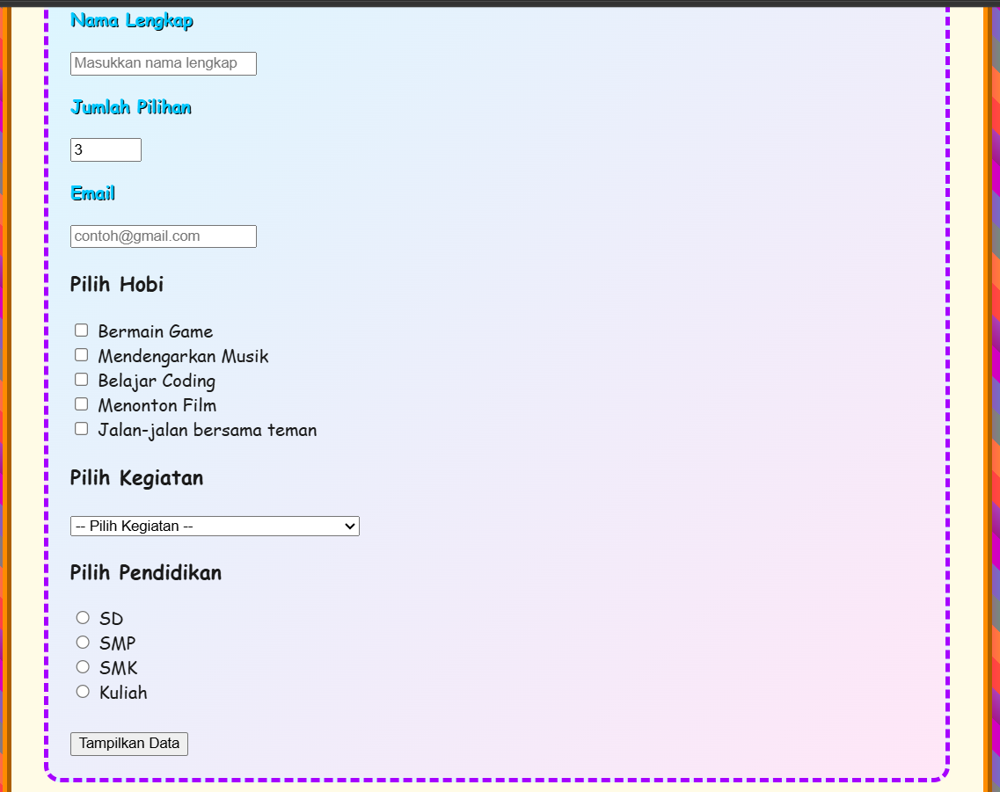 Nama Lengkap
Masukkan nama lengkap
Jumlah Pilihan
3
Email
contoh@gmail.com
Pilih Hobi
Bermain Game
Mendengarkan Musik
Belajar Coding
Menonton Film
Jalan-jalan bersama teman
Pilih Kegiatan
-- Pilih Kegiatan --
Pilih Pendidikan
SD
SMP
SMK
Kuliah
Tampilkan Data